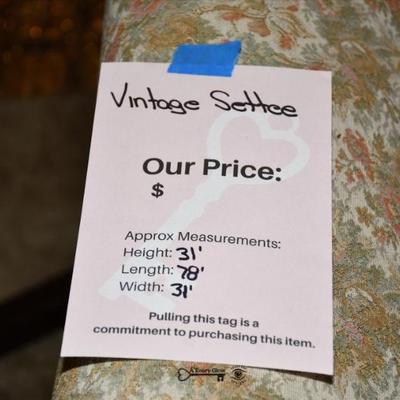 Vintage Settee
Our Price:
$
Approx Measurements:
Height: 31'
Length: 78'
Width: 31'
Pulling this tag is a
commitment to purchasing this item.